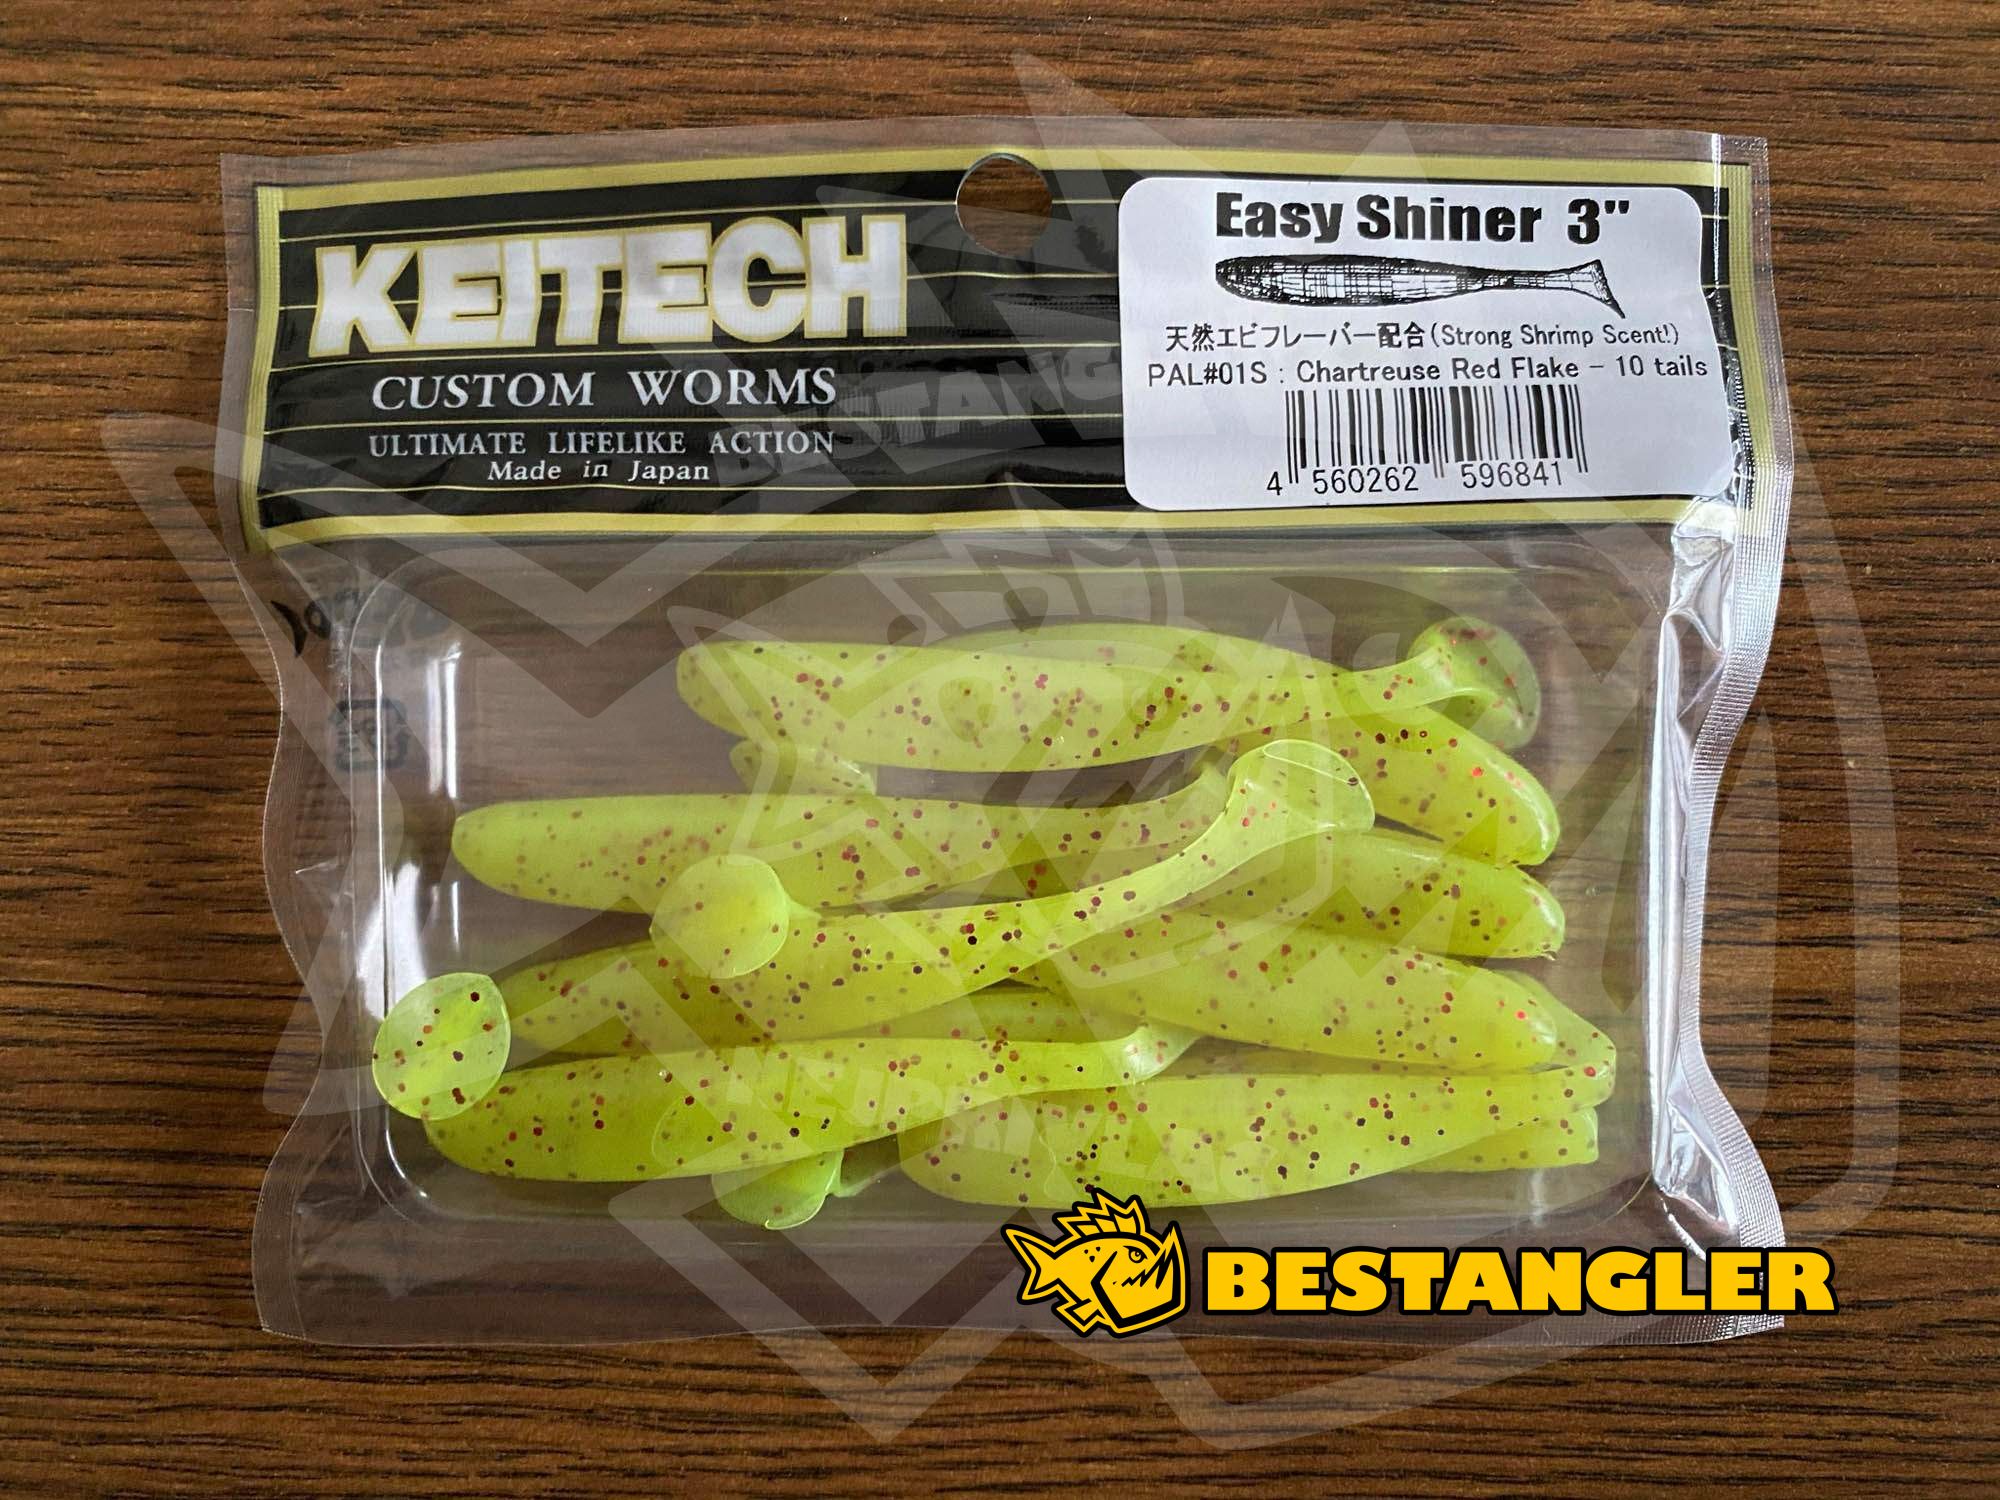 KEITECH
CUSTOM WORMS
ULTIMATE LIFELIKE ACTION
Made in Japan
Easy Shiner 3"
天然エビフレーバー配合(Strong Shrimp Scent!)
PAL#01S : Chartreuse Red Flake - 10 tails
4 560262 596841
BESTANGLER